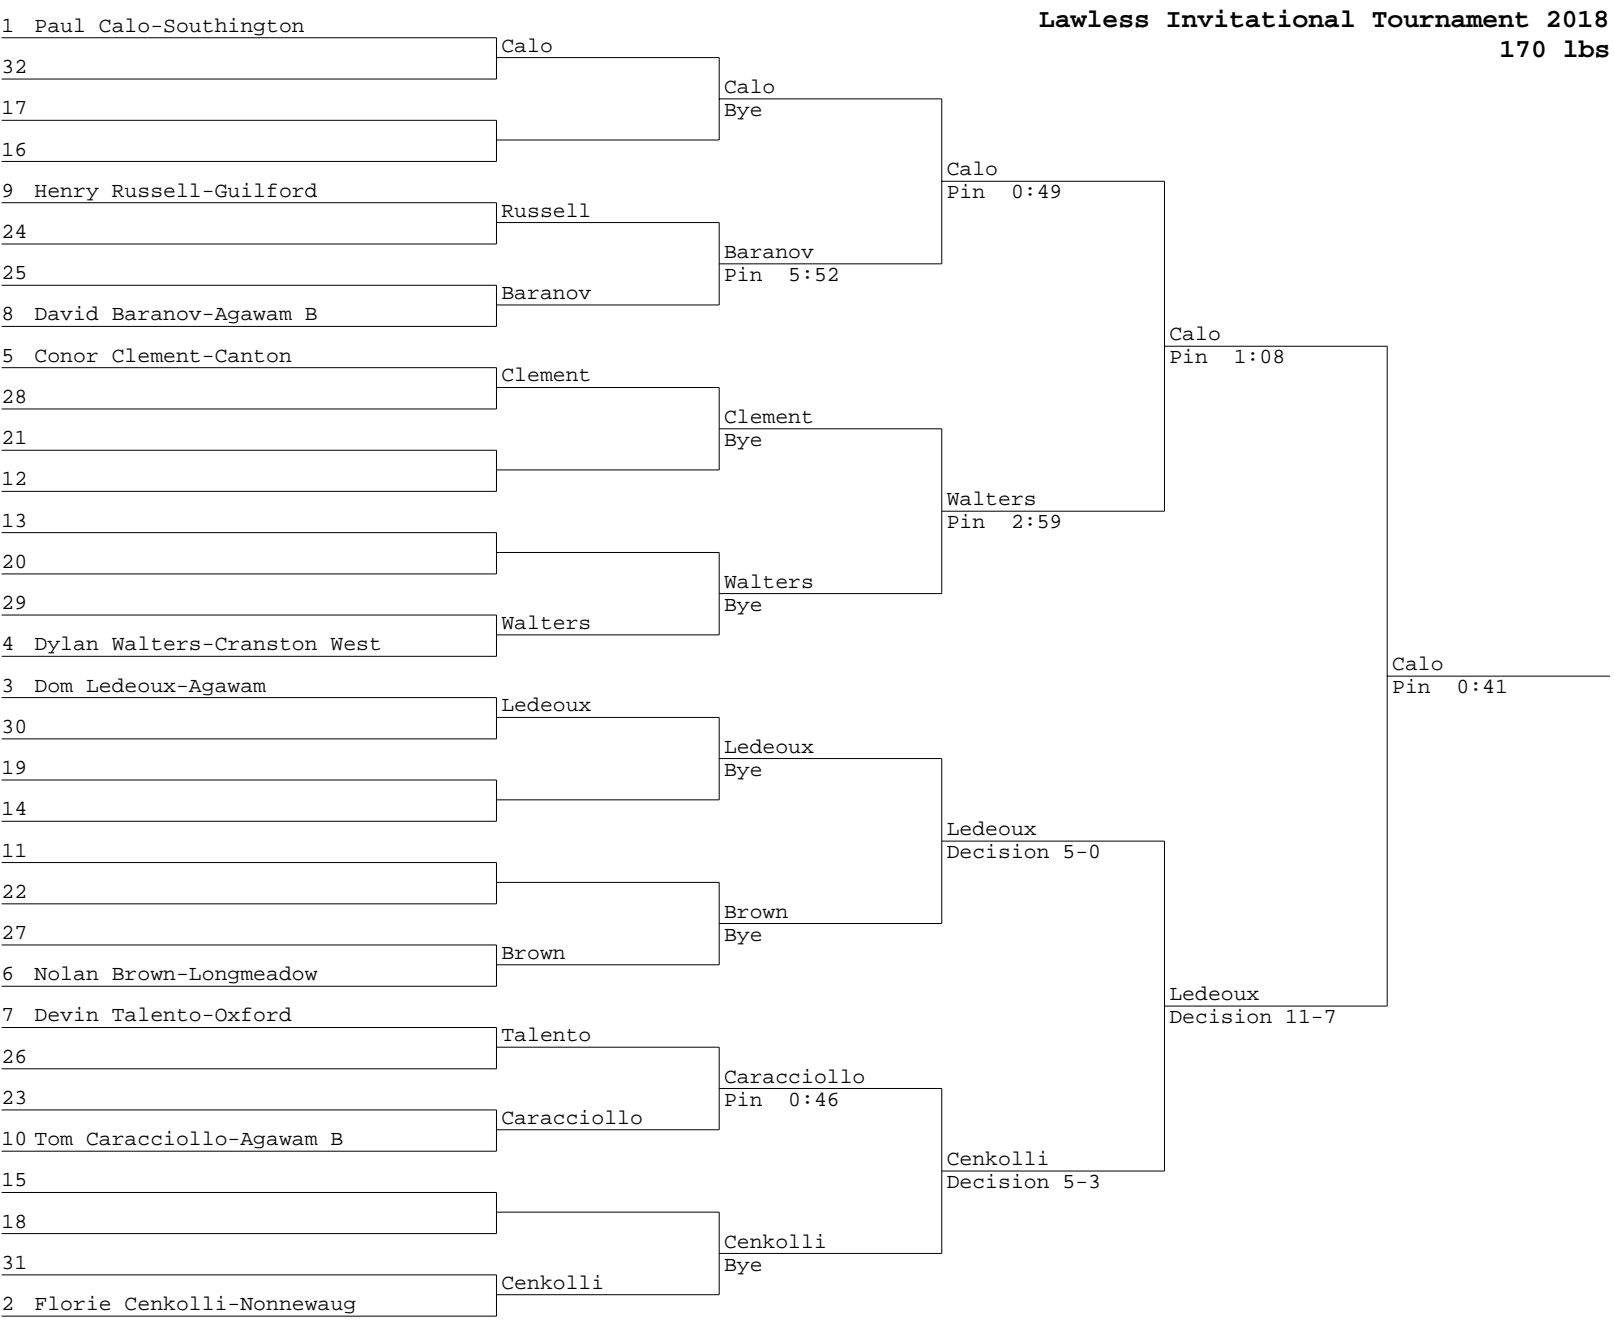 Lawless Invitational Tournament 2018
170 lbs
1 Paul Calo-Southington
32
17
16
9 Henry Russell-Guilford
24
25
8 David Baranov-Agawam B
5 Conor Clement-Canton
28
21
12
13
20
29
4 Dylan Walters-Cranston West
3 Dom Ledeoux-Agawam
30
19
14
11
22
27
6 Nolan Brown-Longmeadow
7 Devin Talento-Oxford
26
23
10 Tom Caracciollo-Agawam B
15
18
31
2 Florie Cenkolli-Nonnewaug
Calo
Russell
Baranov
Clement
Walters
Ledeoux
Brown
Talento
Caracciollo
Cenkolli
Calo
Bye
Baranov
Pin 5:52
Clement
Bye
Walters
Bye
Ledeoux
Bye
Brown
Bye
Caracciollo
Pin 0:46
Cenkolli
Bye
Calo
Pin 0:49
Walters
Pin 2:59
Ledeoux
Decision 5-0
Cenkolli
Decision 5-3
Calo
Pin 1:08
Ledeoux
Decision 11-7
Calo
Pin 0:41